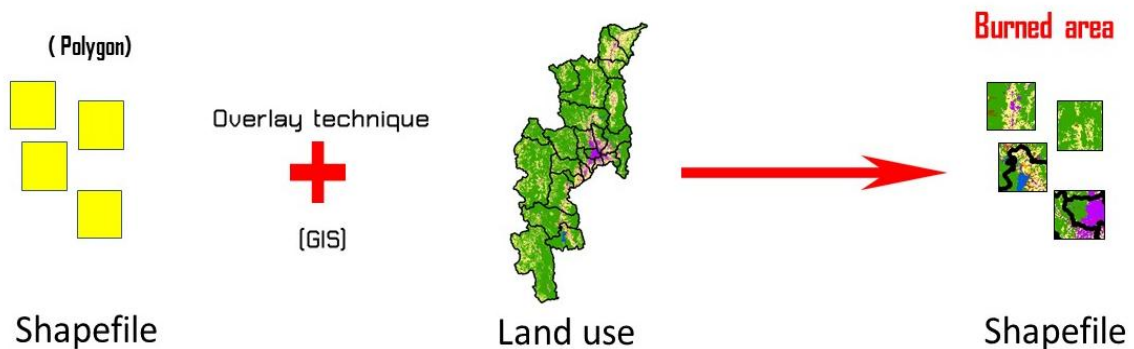 ( Polygon)
Shapefile
Overlay technique
(GIS)
Land use
Burned area
Shapefile